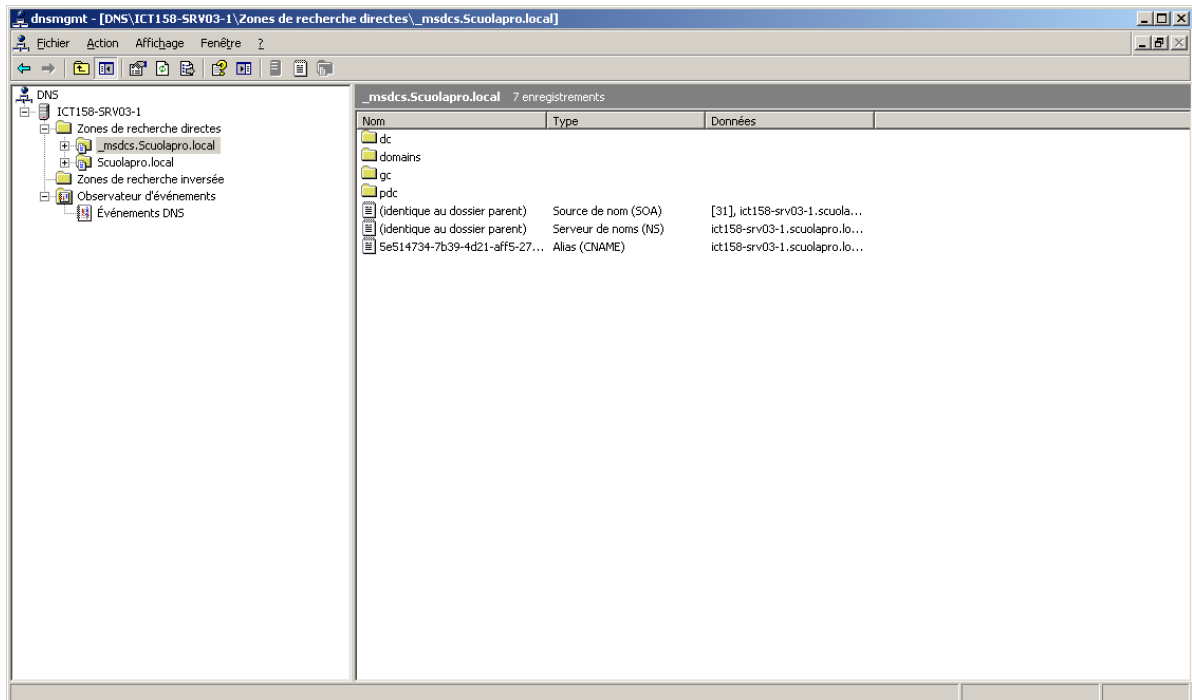 dnsmgmt - [DNS\ICT158-SRV03-1\Zones de recherche directes\_msdcs.Scuolapro.local]
Fichier Action Affichage Fenêtre ?
DNS
ICT158-SRV03-1
Zones de recherche directes
_msdcs.Scuolapro.local
Scuolapro.local
Zones de recherche inversée
Observateur d'événements
Événements DNS
_msdcs.Scuolapro.local 7 enregistrements
Nom Type Données
dc
domains
gc
pdc
(identique au dossier parent) Source de nom (SOA) [31], ict158-srv03-1.scuola...
(identique au dossier parent) Serveur de noms (NS) ict158-srv03-1.scuolapro.lo...
5e514734-7b39-4d21-aff5-27... Alias (CNAME) ict158-srv03-1.scuolapro.lo...